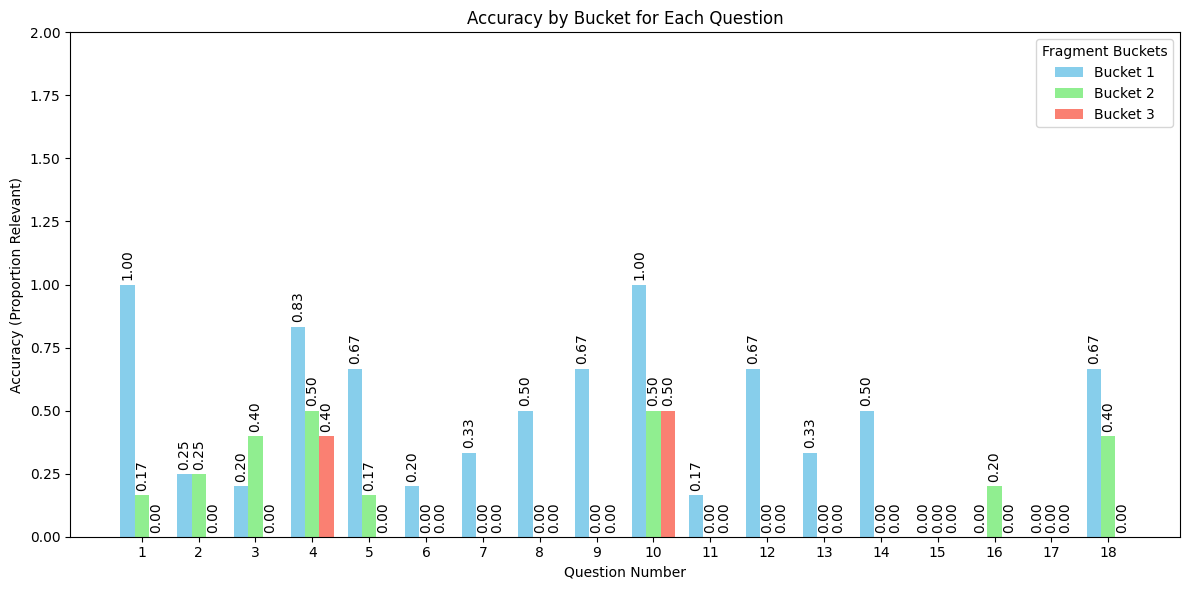 Accuracy by Bucket for Each Question
2.00
1.75
1.50
1.25
1.00
0.75
0.50
0.25
0.00
Accuracy (Proportion Relevant)
Fragment Buckets
Bucket 1
Bucket 2
Bucket 3
1.00 0.17 0.00
0.25 0.25 0.00
0.20 0.40 0.00
0.83 0.50 0.40
0.67 0.17 0.00
0.20 0.00 0.00
0.33 0.00 0.00
0.50 0.00 0.00
0.67 0.00 0.00
1.00 0.50 0.50
0.17 0.00 0.00
0.67 0.00 0.00
0.33 0.00 0.00
0.50 0.00 0.00
0.00 0.00 0.00
0.00 0.20 0.00
0.00 0.00 0.00
0.67 0.40 0.00
1 2 3 4 5 6 7 8 9 10 11 12 13 14 15 16 17 18
Question Number